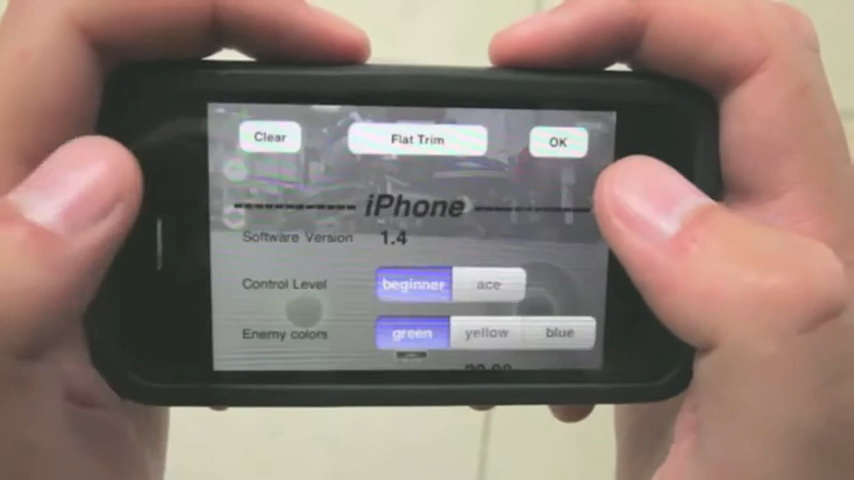 Clear Flat Trim OK
iPhone
Software Version 1.4
Control Level beginner ace
Enemy colors green yellow blue